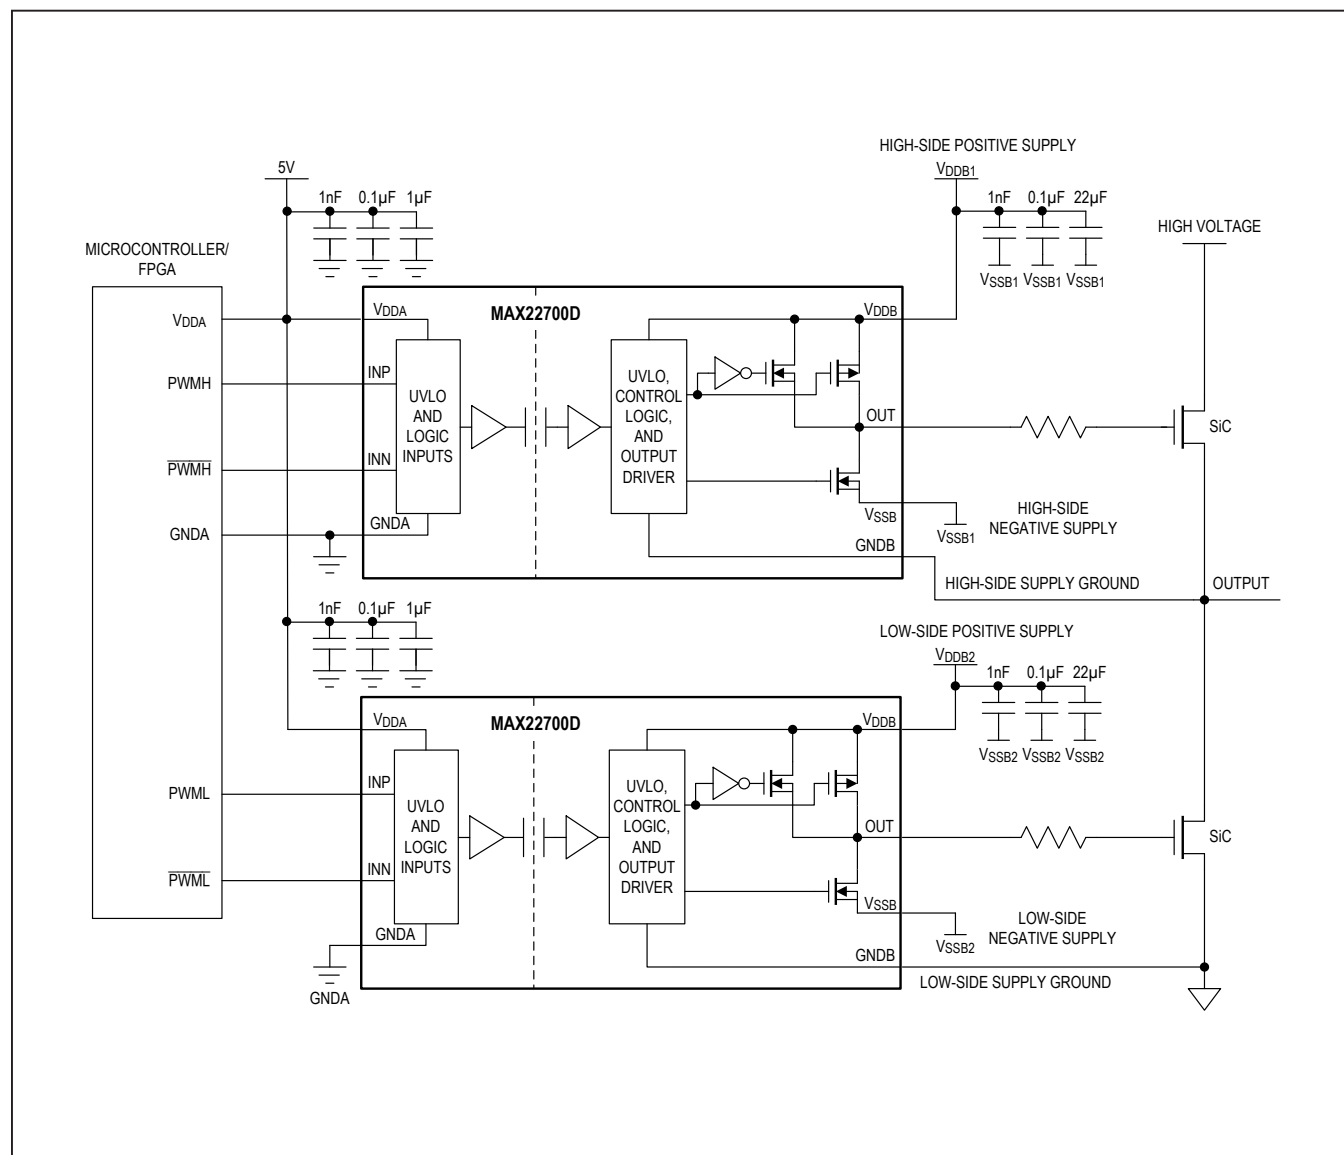 HIGH-SIDE POSITIVE SUPPLY
5V
VDDB1
1nF 0.1µF 1µF
1nF 0.1µF 22µF
HIGH VOLTAGE
MICROCONTROLLER/
FPGA
VSSB1 VSSB1 VSSB1
VDDA
VDDA
MAX22700D
VDDB
PWMH
INP
UVLO
AND
LOGIC
INPUTS
UVLO,
CONTROL
LOGIC,
AND
OUTPUT
DRIVER
OUT
SiC
PWMH
INN
GNDA
GNDA
VSSB
VSSB1
HIGH-SIDE
NEGATIVE SUPPLY
GNDB
HIGH-SIDE SUPPLY GROUND
OUTPUT
1nF 0.1µF 1µF
LOW-SIDE POSITIVE SUPPLY
VDDB2
1nF 0.1µF 22µF
VSSB2 VSSB2 VSSB2
VDDA
MAX22700D
VDDB
PWML
INP
UVLO
AND
LOGIC
INPUTS
UVLO,
CONTROL
LOGIC,
AND
OUTPUT
DRIVER
OUT
SiC
PWML
INN
GNDA
VSSB
VSSB2
LOW-SIDE
NEGATIVE SUPPLY
GNDB
LOW-SIDE SUPPLY GROUND
GNDA